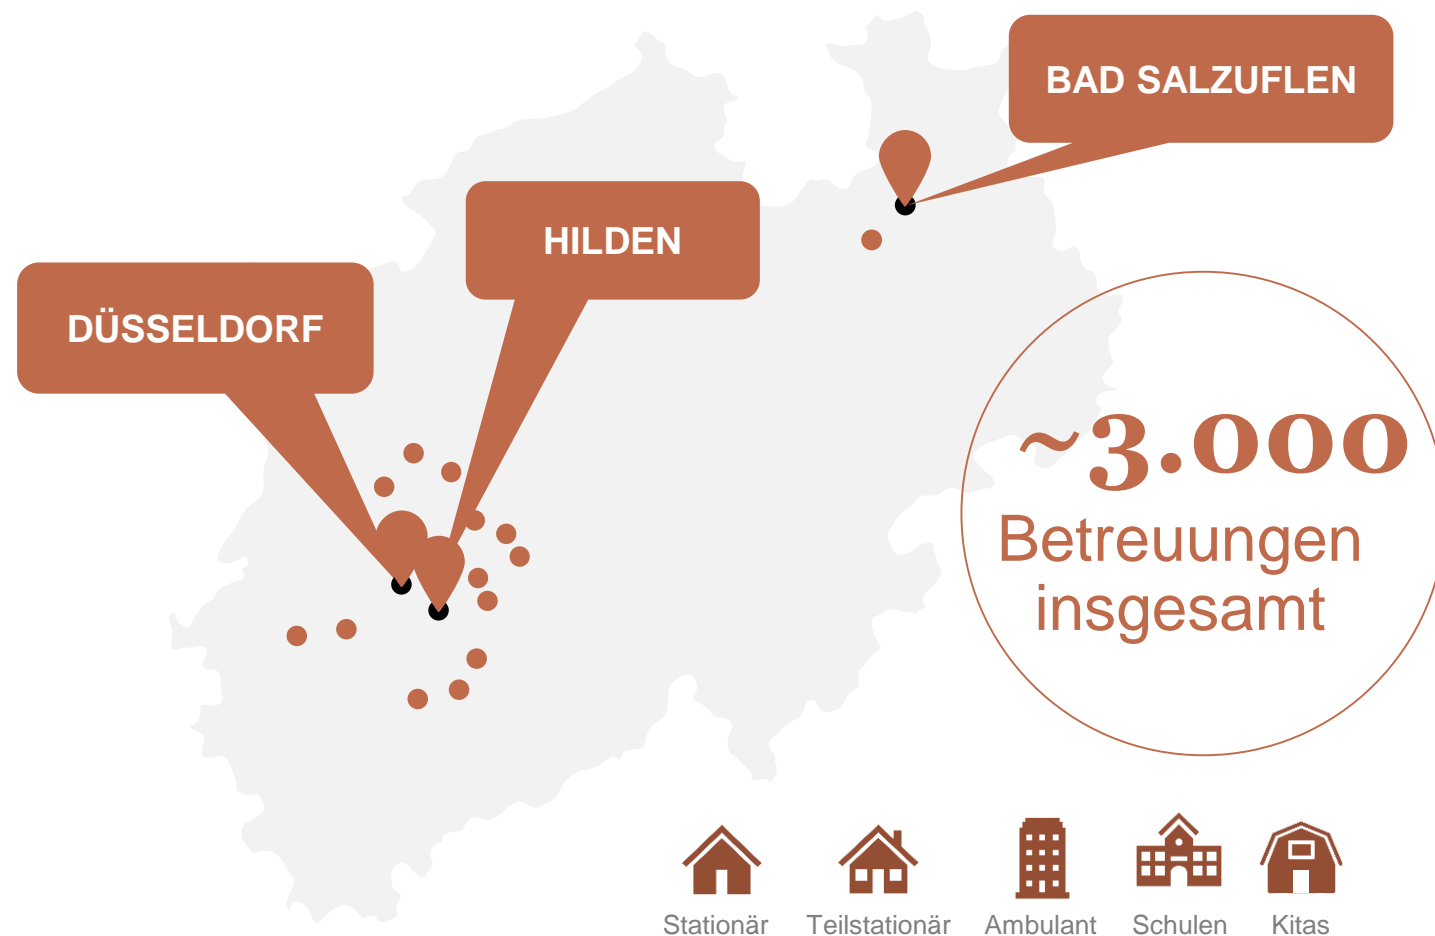 BAD SALZUFLEN
HILDEN
DÜSSELDORF
~3.000
Betreuungen
insgesamt
Stationär Teilstationär Ambulant Schulen Kitas